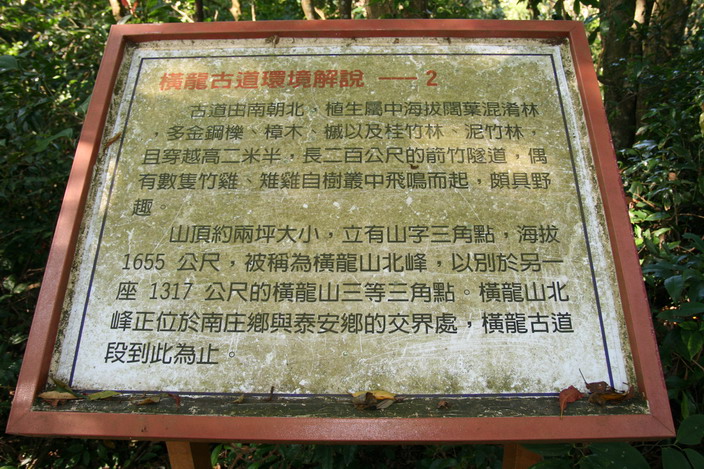 橫龍古道環境解說 —— 2
古道由南朝北、植生屬中海拔闊葉混淆林
，多金鋼櫟、樟木、槭以及桂竹林、泥竹林，
且穿越高二米半，長二百公尺的箭竹隧道，偶
有數隻竹雞、雉雞自樹叢中飛鳴而起，頗具野
趣。
山頂約兩坪大小，立有山字三角點，海拔
1655 公尺，被稱為橫龍山北峰，以別於另一
座 1317 公尺的橫龍山三等三角點。橫龍山北
峰正位於南庄鄉與泰安鄉的交界處，橫龍古道
段到此為止。